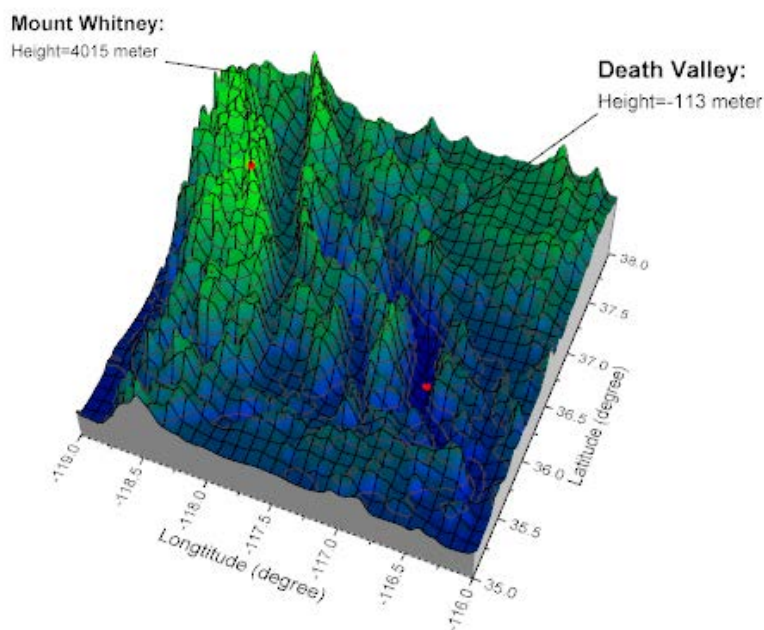 Mount Whitney:
Height=4015 meter
Death Valley:
Height=-113 meter
38.0
37.5
37.0
36.5
36.0
35.5
35.0
Latitude (degree)
-119.0
-118.5
-118.0
-117.5
-117.0
-116.5
-116.0
Longtitude (degree)